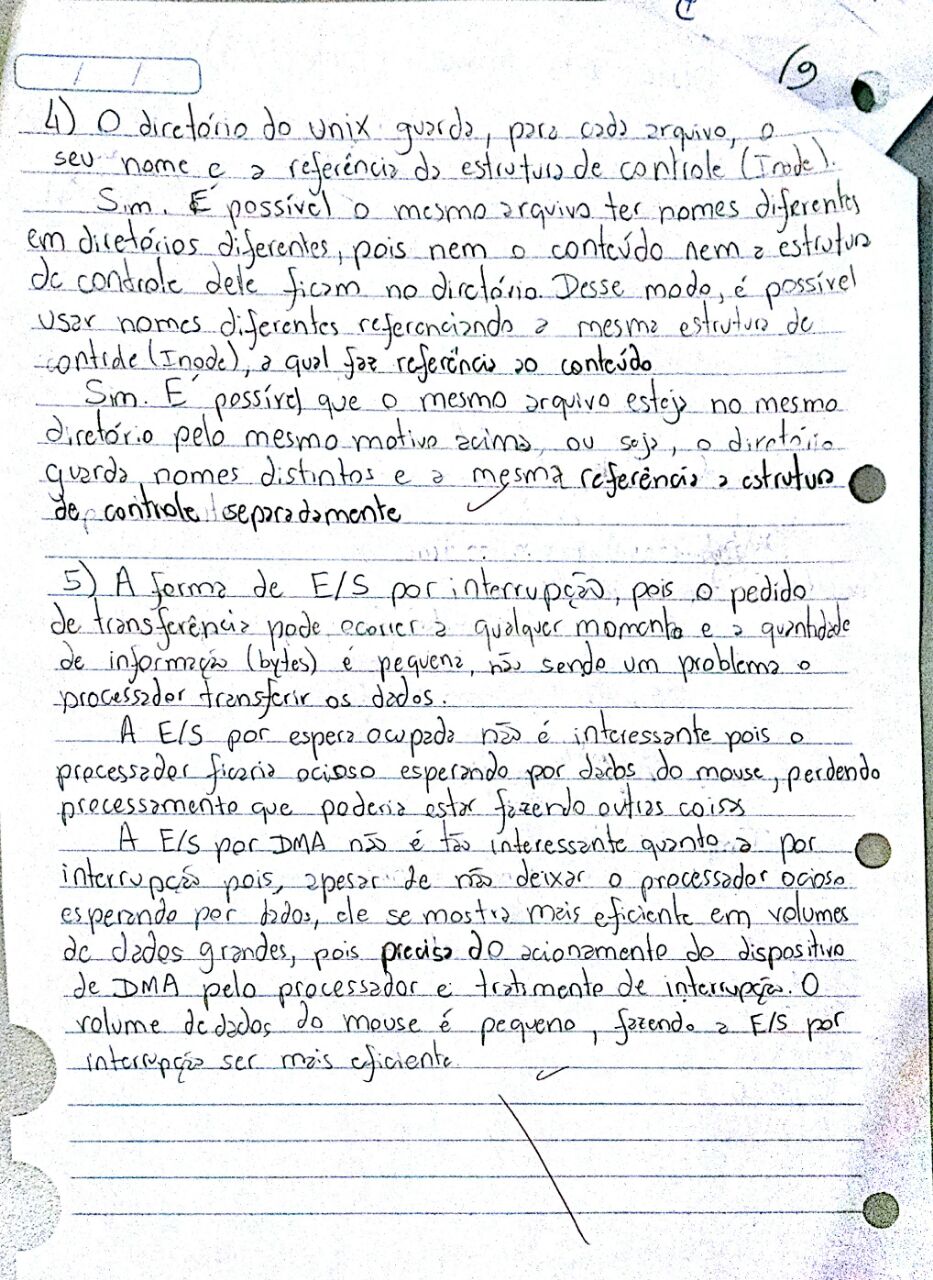 19
4) O diretório do unix guarda, para cada arquivo, o
seu nome e a referência da estrutura de controle (Inode).
Sim. É possível o mesmo arquivo ter nomes diferentes
em diretórios diferentes, pois nem o conteúdo nem a estrutura
de controle dele ficam no diretório. Desse modo, é possível
usar nomes diferentes referenciando a mesma estrutura de
controle (Inode), a qual faz referência ao conteúdo
Sim. É possível que o mesmo arquivo esteja no mesmo
diretório pelo mesmo motivo acima, ou seja, o diretório
guarda nomes distintos e a mesma referência a estrutura
de controle separadamente
5) A forma de E/S por interrupção, pois o pedido
de transferência pode ocorrer a qualquer momento e a quantidade
de informação (bytes) é pequena, não sendo um problema o
processador transferir os dados.
A E/S por espera ocupada não é interessante pois o
processador ficaria ocioso esperando por dados do mouse, perdendo
processamento que poderia estar fazendo outras coisas
A E/S por DMA não é tão interessante quanto a por
interrupção pois, apesar de não deixar o processador ocioso
esperando por dados, ele se mostra mais eficiente em volumes
de dados grandes, pois precisa do acionamento do dispositivo
de DMA pelo processador e tratamento de interrupção. O
volume de dados do mouse é pequeno, fazendo a E/S por
interrupção ser mais eficiente.